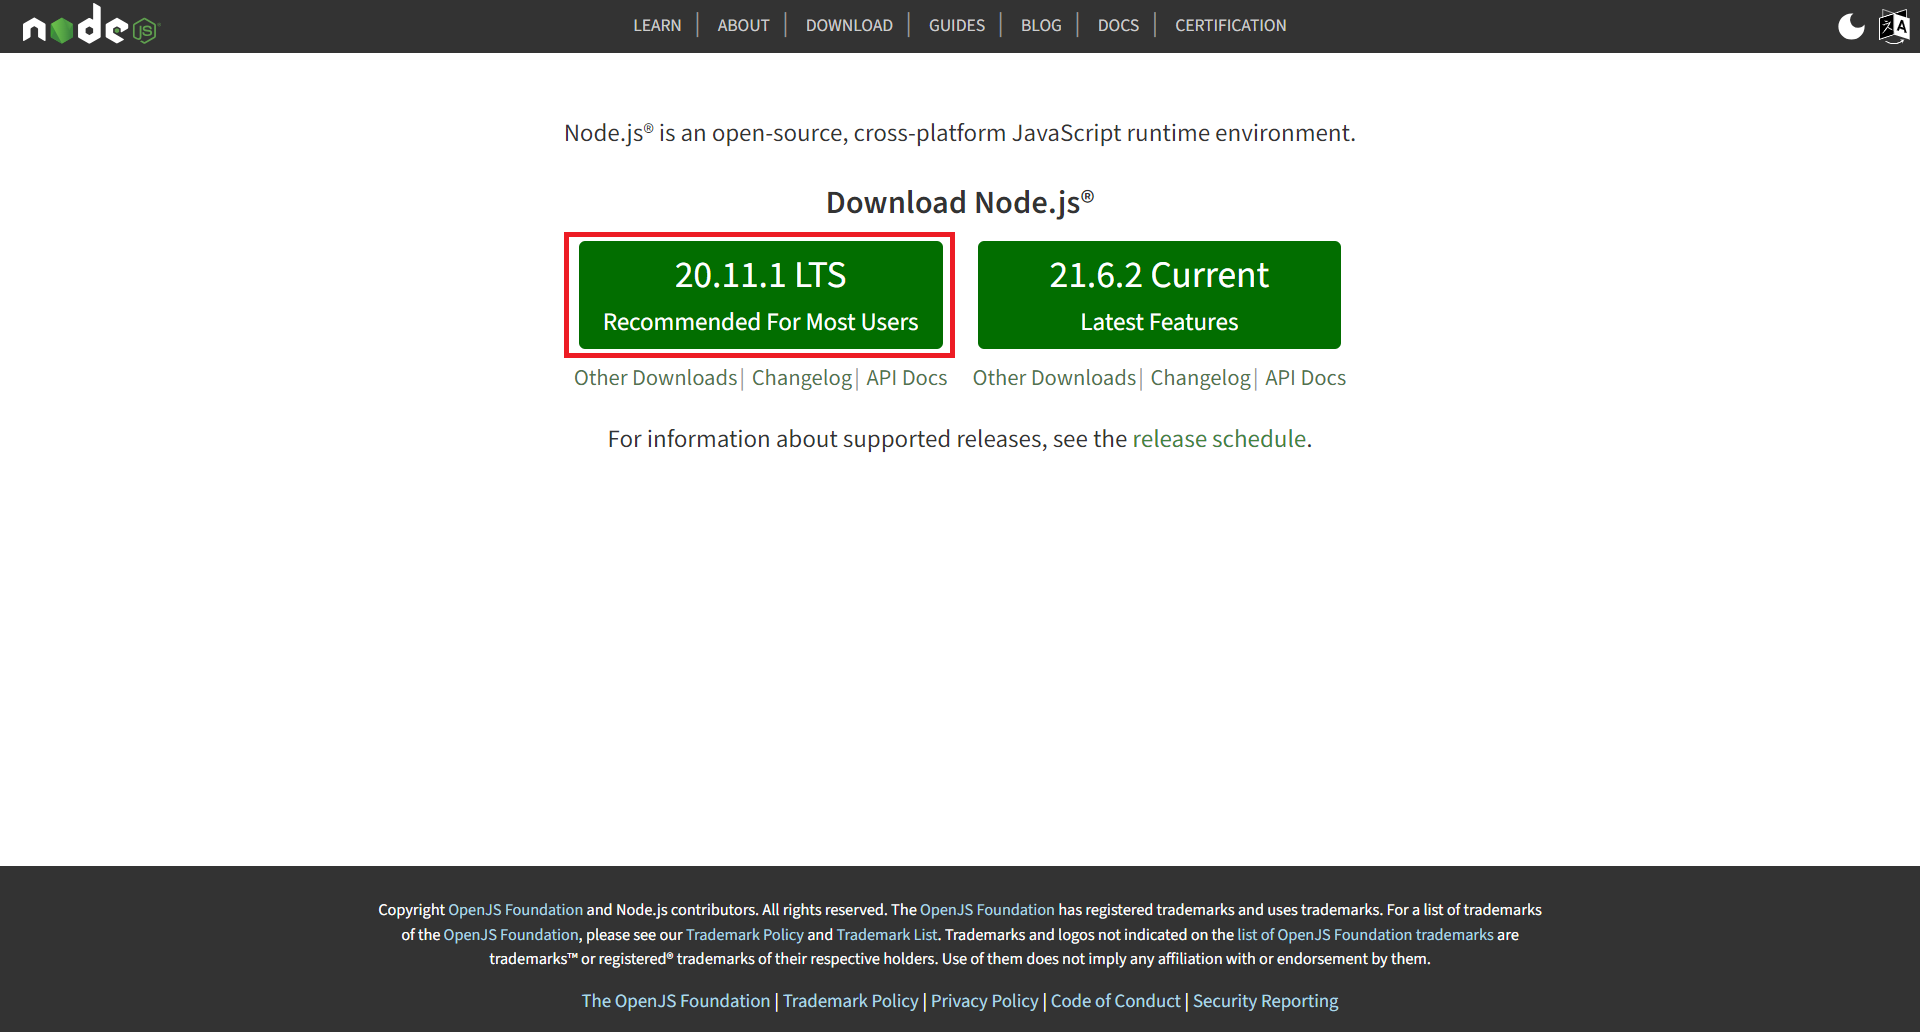 node JS®
LEARN | ABOUT | DOWNLOAD | GUIDES | BLOG | DOCS | CERTIFICATION
文 A
Node.js® is an open-source, cross-platform JavaScript runtime environment.
Download Node.js®
20.11.1 LTS
Recommended For Most Users
Other Downloads | Changelog | API Docs
21.6.2 Current
Latest Features
Other Downloads | Changelog | API Docs
For information about supported releases, see the release schedule.
Copyright OpenJS Foundation and Node.js contributors. All rights reserved. The OpenJS Foundation has registered trademarks and uses trademarks. For a list of trademarks
of the OpenJS Foundation, please see our Trademark Policy and Trademark List. Trademarks and logos not indicated on the list of OpenJS Foundation trademarks are
trademarks™ or registered® trademarks of their respective holders. Use of them does not imply any affiliation with or endorsement by them.
The OpenJS Foundation | Trademark Policy | Privacy Policy | Code of Conduct | Security Reporting